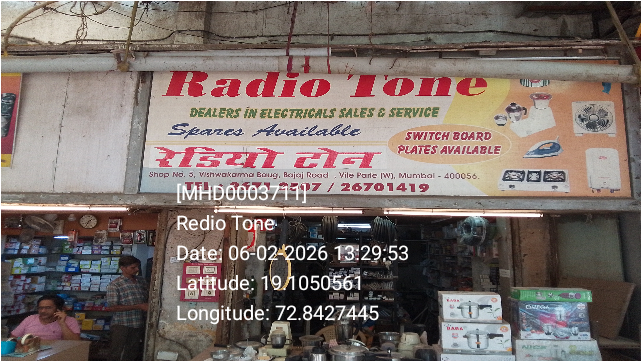 Radio Tone
DEALERS IN ELECTRICALS SALES & SERVICE
Spares Available
SWITCH BOARD
PLATES AVAILABLE
रेडियो टोन
Shop No. 5, Vishwakarma Baug, Bajaj Road, Vile Parle (W), Mumbai - 400056.
/ 26701419
[MHD0003711]
Redio Tone
Date: 06-02-2026 13:29:53
Latitude: 19.1050561
Longitude: 72.8427445
BABA